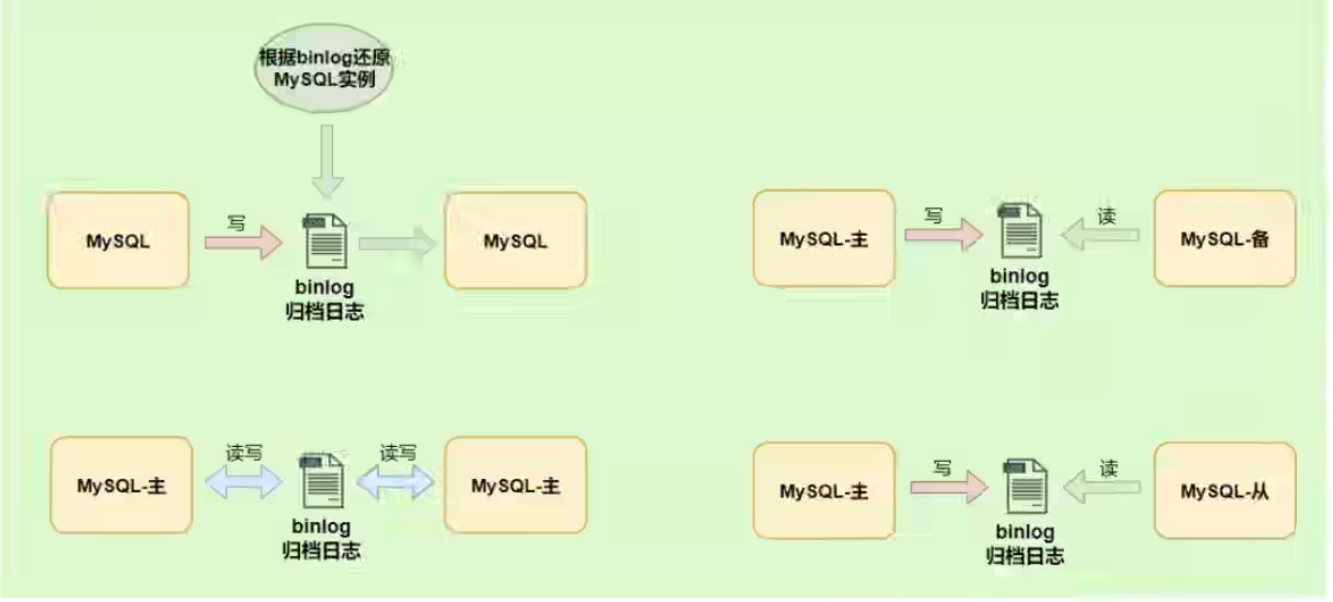 根据binlog还原
MySQL实例
MySQL
写
binlog
归档日志
MySQL
MySQL-主
写
binlog
归档日志
读
MySQL-备
MySQL-主
读写
binlog
归档日志
读写
MySQL-主
MySQL-主
写
binlog
归档日志
读
MySQL-从